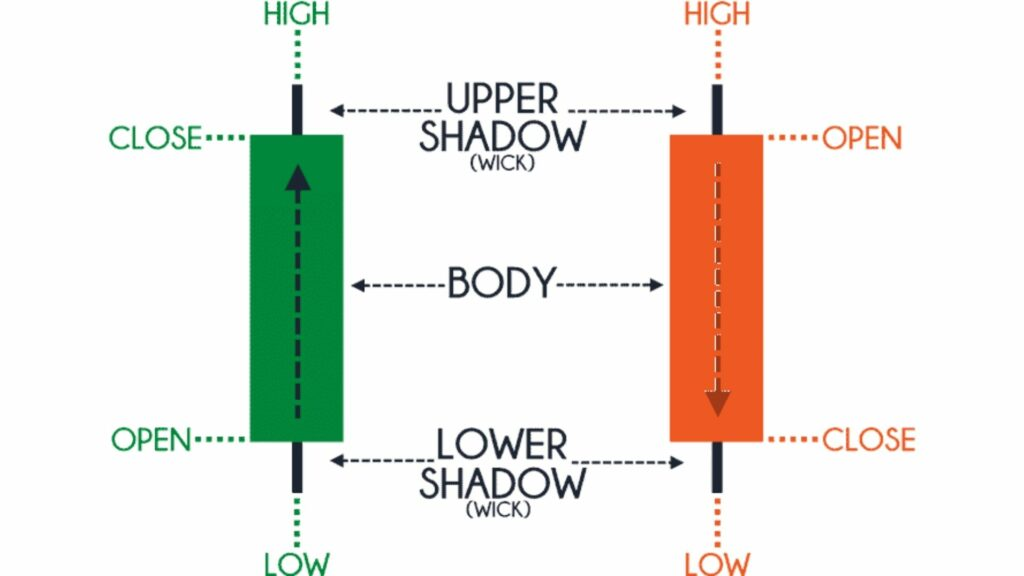 HIGH
HIGH
UPPER
SHADOW
(WICK)
CLOSE
OPEN
BODY
OPEN
CLOSE
LOWER
SHADOW
(WICK)
LOW
LOW